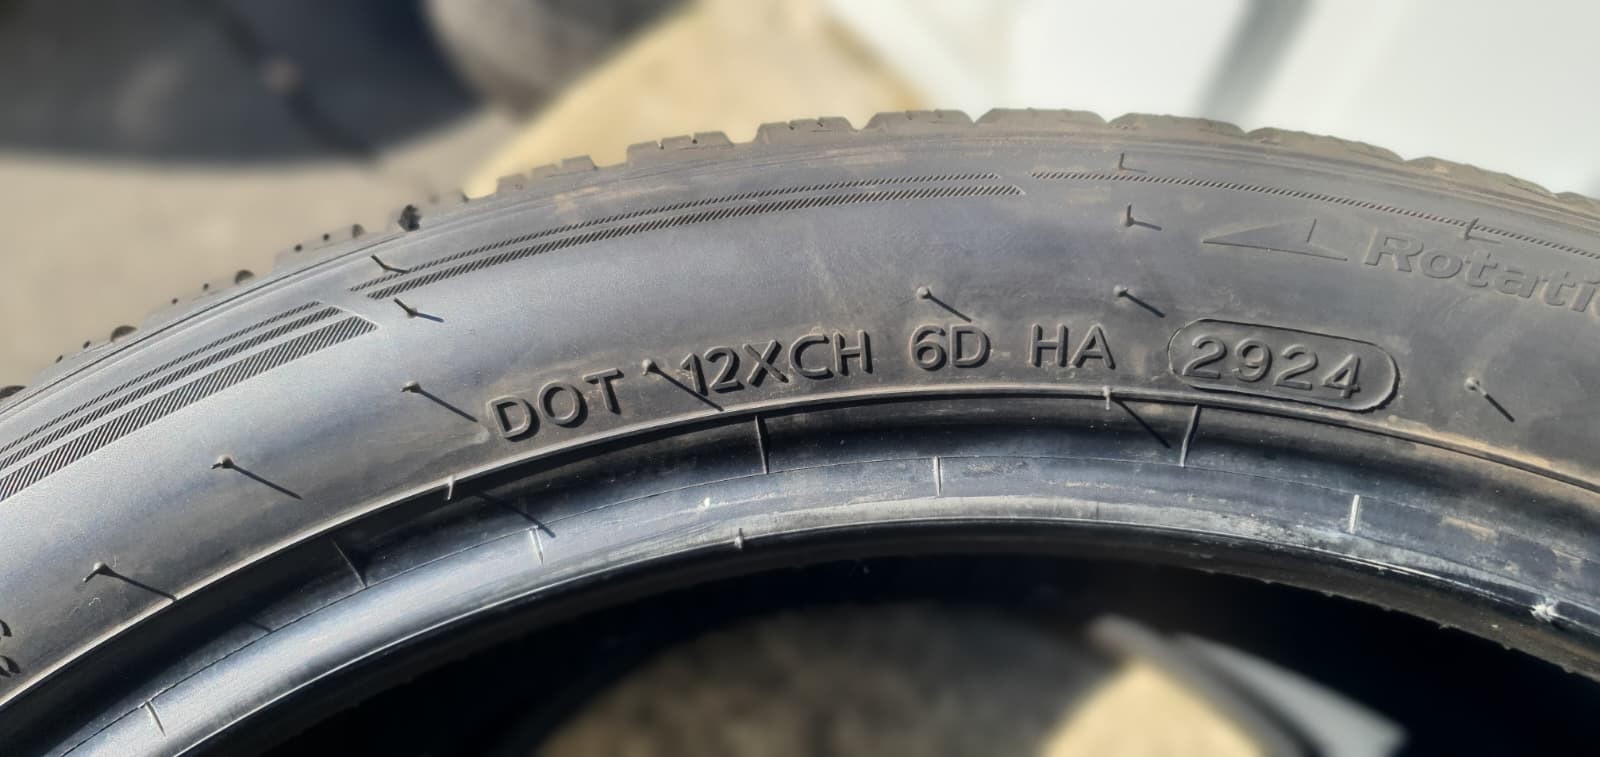 Rotati
DOT 12XCH 6D HA 2924